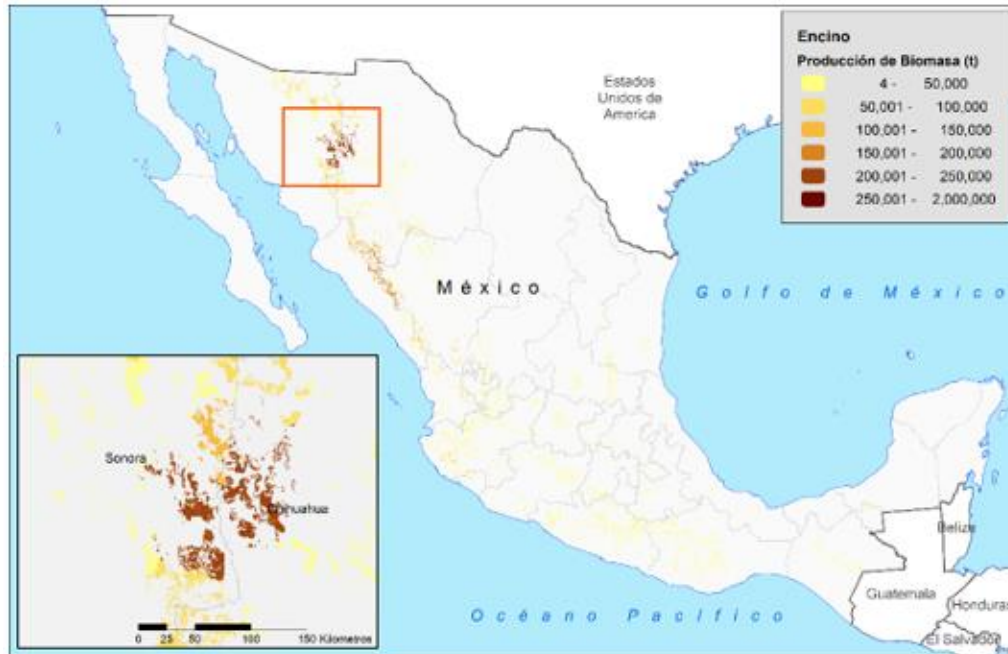 Encino
Producción de Biomasa (t)
4 - 50,000
50,001 - 100,000
100,001 - 150,000
150,001 - 200,000
200,001 - 250,000
250,001 - 2,000,000
Estados
Unidos de
America
México
Golfo de México
Sonora
Chihuahua
0 25 50 100 150 Kilometros
Belize
Guatemala
Honduras
El Salvador
Océano Pacífico